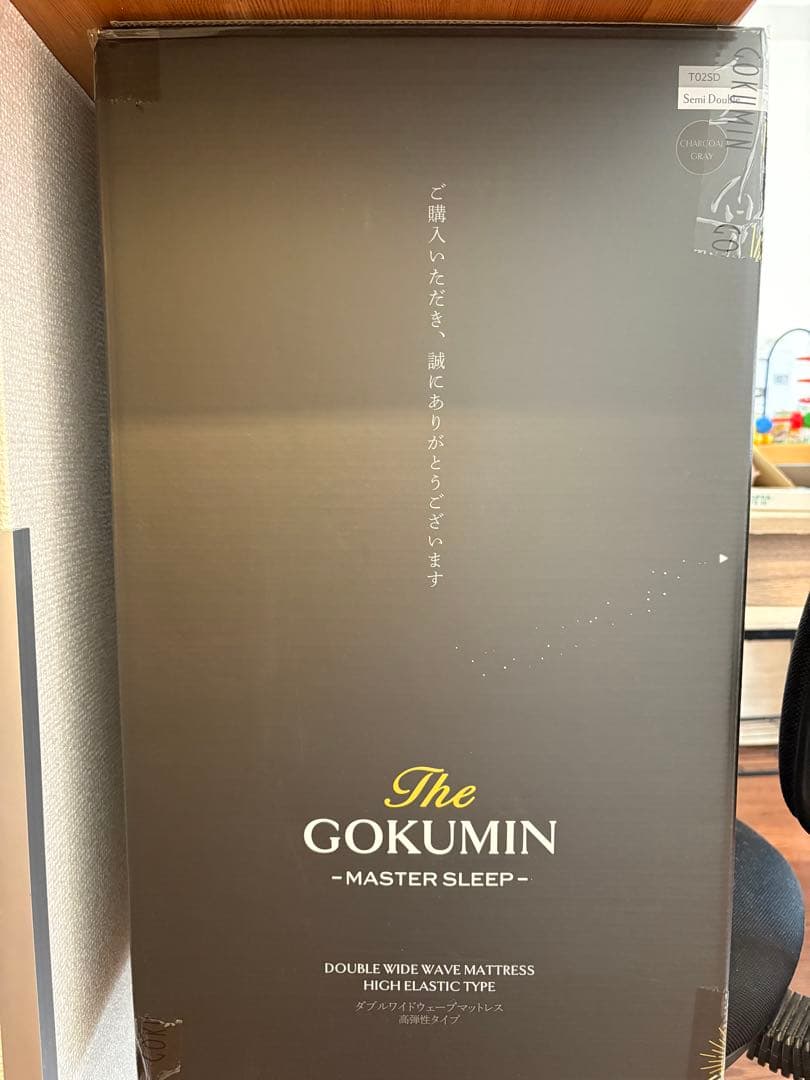 T02SD
Semi Double
CHARCOAL
GRAY
GOKUMIN
GO
ご購入いただき、誠にありがとうございます
The
GOKUMIN
-MASTER SLEEP-
DOUBLE WIDE WAVE MATTRESS
HIGH ELASTIC TYPE
ダブルワイドウェーブマットレス
高弾性タイプ
GOKU